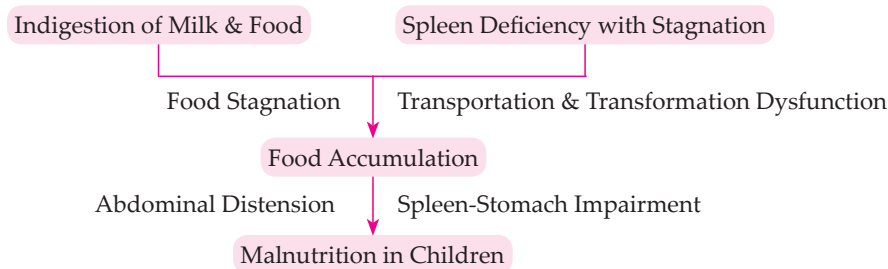 Indigestion of Milk & Food
Spleen Deficiency with Stagnation
Food Stagnation
Transportation & Transformation Dysfunction
Food Accumulation
Abdominal Distension
Spleen-Stomach Impairment
Malnutrition in Children